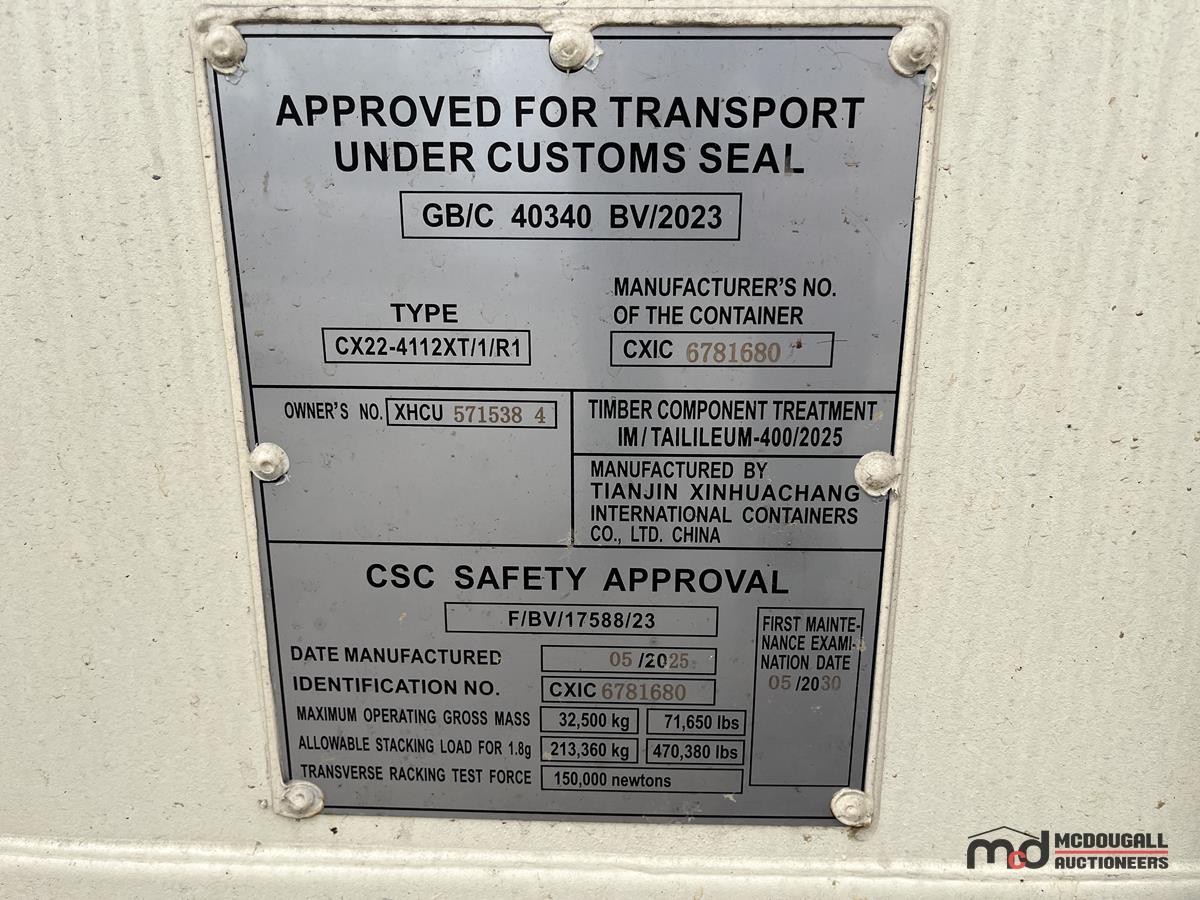 APPROVED FOR TRANSPORT
UNDER CUSTOMS SEAL
GB/C 40340 BV/2023
TYPE
CX22-4112XT/1/R1
MANUFACTURER'S NO.
OF THE CONTAINER
CXIC 6781680
OWNER'S NO. XHCU 571538 4
TIMBER COMPONENT TREATMENT
IM/TAILILEUM-400/2025
MANUFACTURED BY
TIANJIN XINHUACHANG
INTERNATIONAL CONTAINERS
CO., LTD. CHINA
CSC SAFETY APPROVAL
F/BV/17588/23
DATE MANUFACTURED 05 /2025
IDENTIFICATION NO. CXIC 6781680
MAXIMUM OPERATING GROSS MASS 32,500 kg 71,650 lbs
ALLOWABLE STACKING LOAD FOR 1.8g 213,360 kg 470,380 lbs
TRANSVERSE RACKING TEST FORCE 150,000 newtons
FIRST MAINTE-
NANCE EXAMI-
NATION DATE
05 /2030
mcd MCDOUGALL
AUCTIONEERS